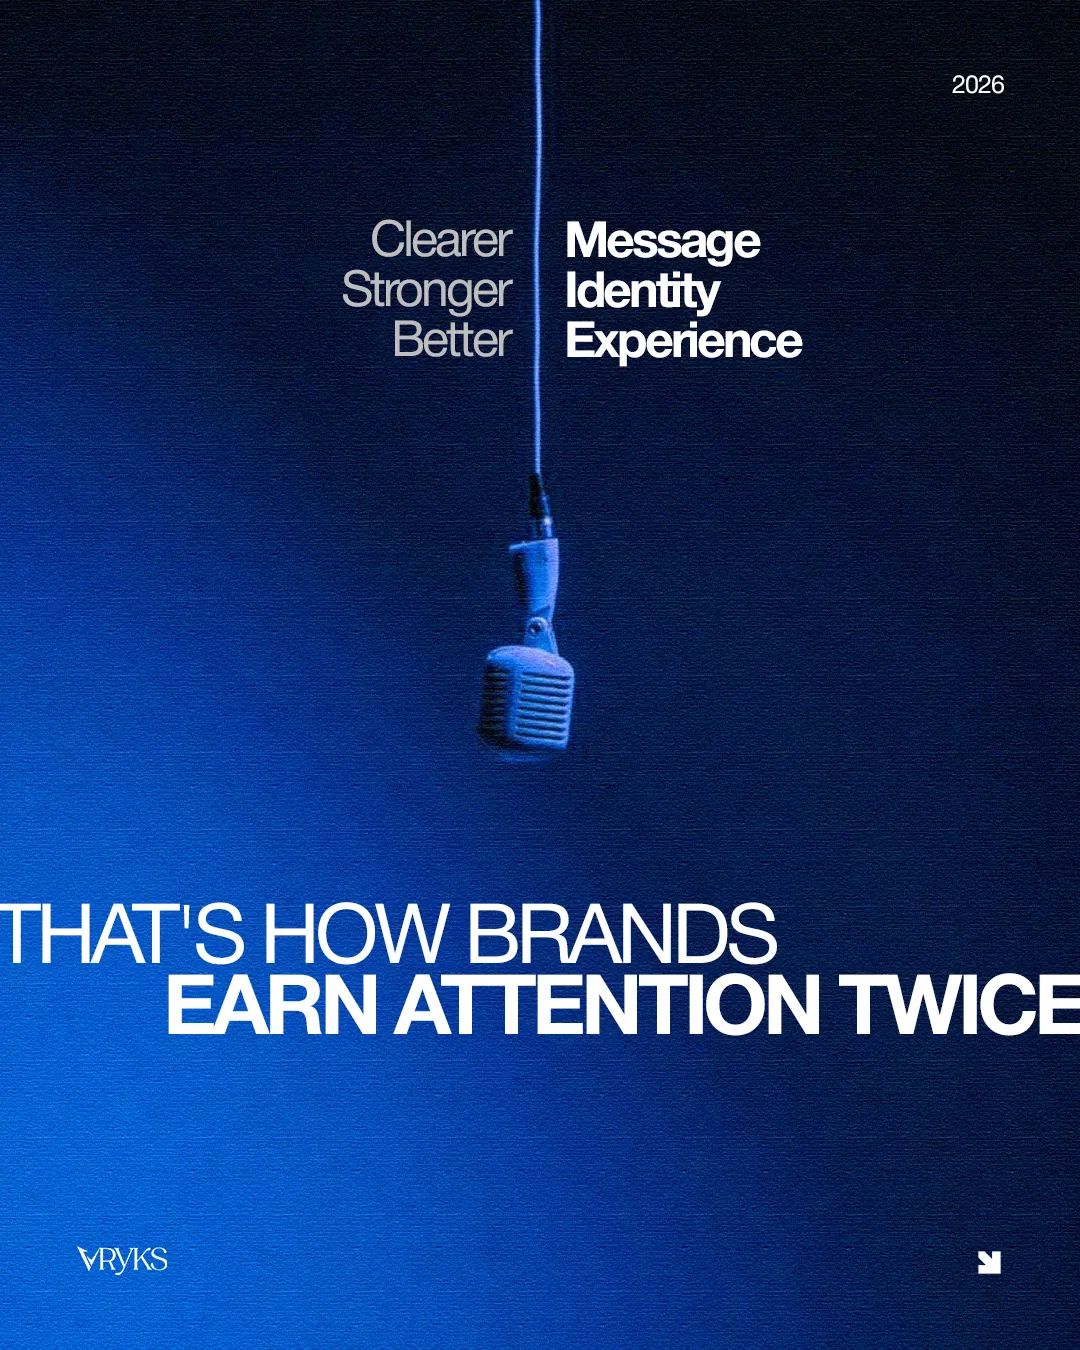 2026
Clearer Message
Stronger Identity
Better Experience
THAT'S HOW BRANDS
EARN ATTENTION TWICE
VRYKS